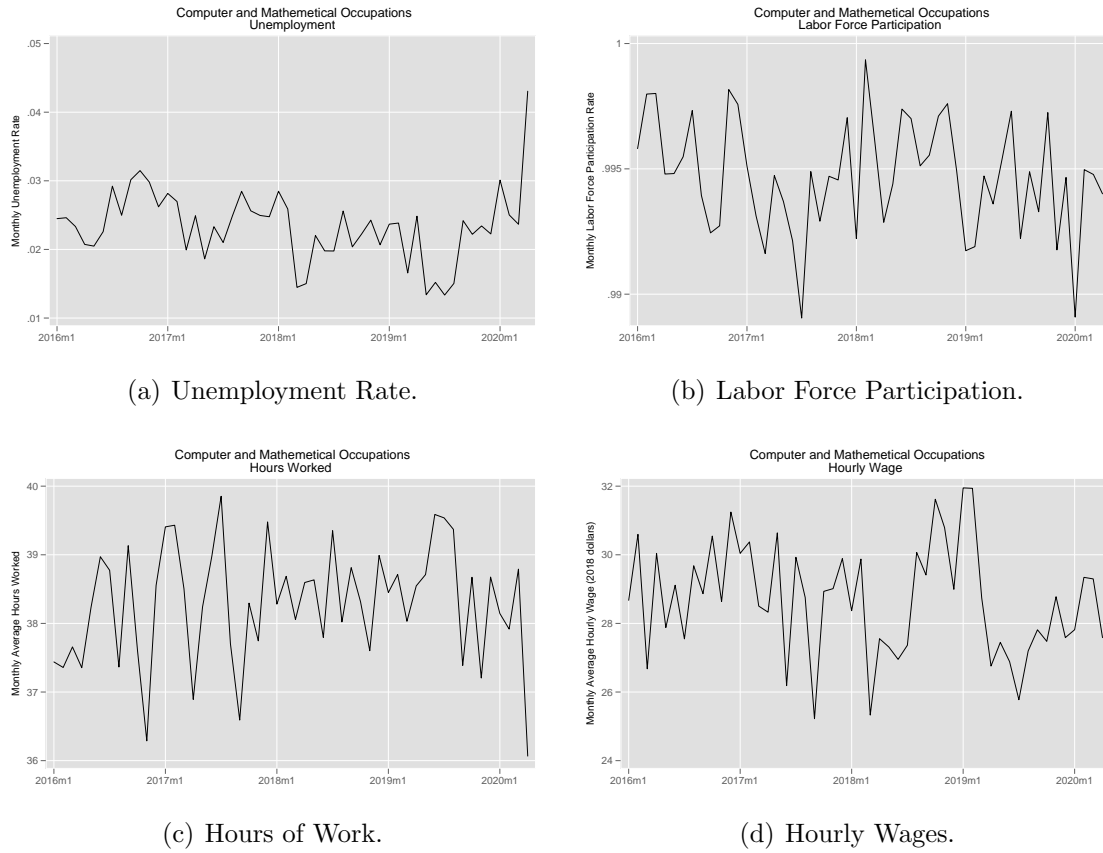 Computer and Mathemetical Occupations
Unemployment
Monthly Unemployment Rate
.05
.04
.03
.02
.01
2016m1 2017m1 2018m1 2019m1 2020m1
(a) Unemployment Rate.
Computer and Mathemetical Occupations
Labor Force Participation
Monthly Labor Force Participation Rate
1
.995
.99
2016m1 2017m1 2018m1 2019m1 2020m1
(b) Labor Force Participation.
Computer and Mathemetical Occupations
Hours Worked
Monthly Average Hours Worked
40
39
38
37
36
2016m1 2017m1 2018m1 2019m1 2020m1
(c) Hours of Work.
Computer and Mathemetical Occupations
Hourly Wage
Monthly Average Hourly Wage (2018 dollars)
32
30
28
26
24
2016m1 2017m1 2018m1 2019m1 2020m1
(d) Hourly Wages.